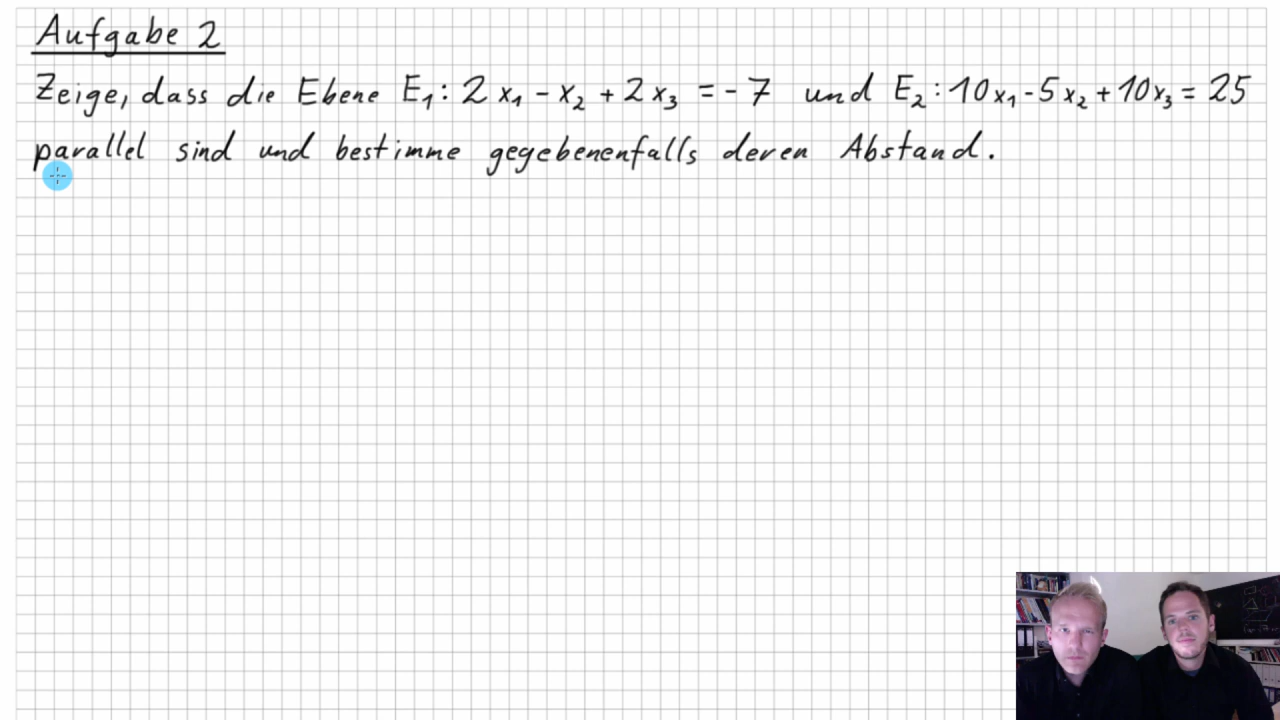 Aufgabe 2
Zeige, dass die Ebene E₁: 2x₁ - x₂ + 2x₃ = -7 und E₂: 10x₁ - 5x₂ + 10x₃ = 25
parallel sind und bestimme gegebenenfalls deren Abstand.